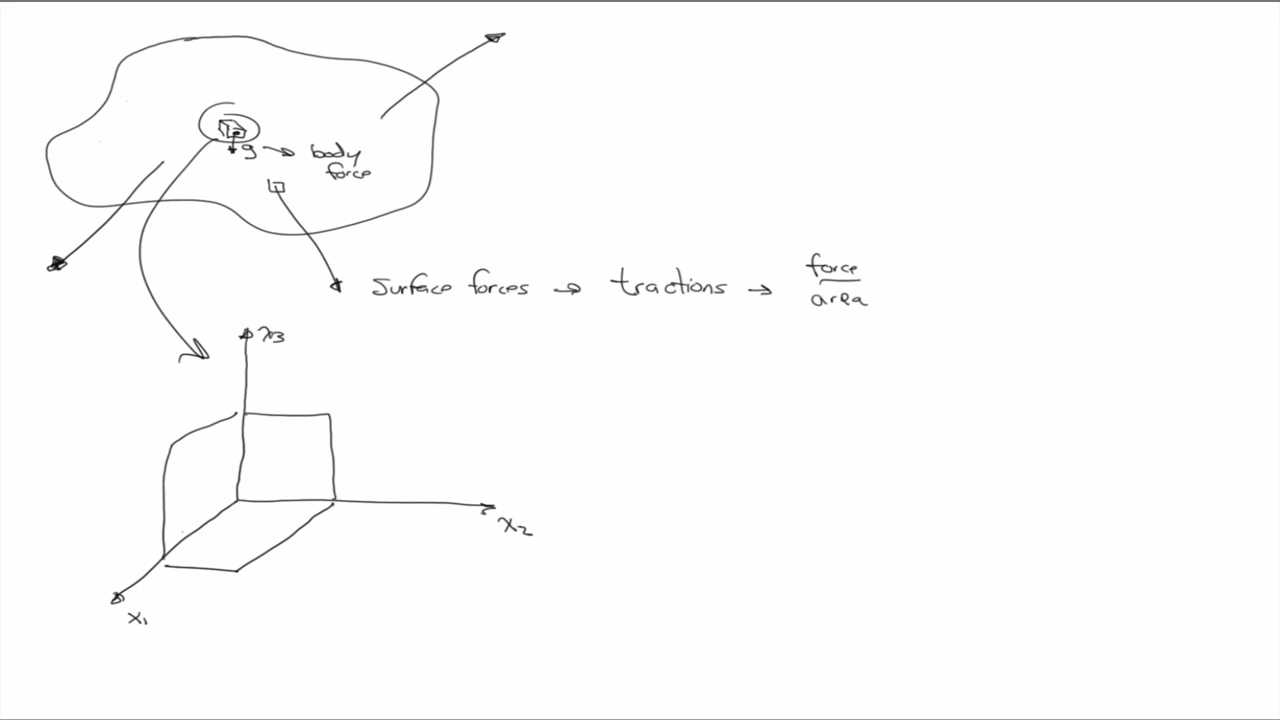 g → body
force
surface forces → tractions → force
area
x3
x2
x1